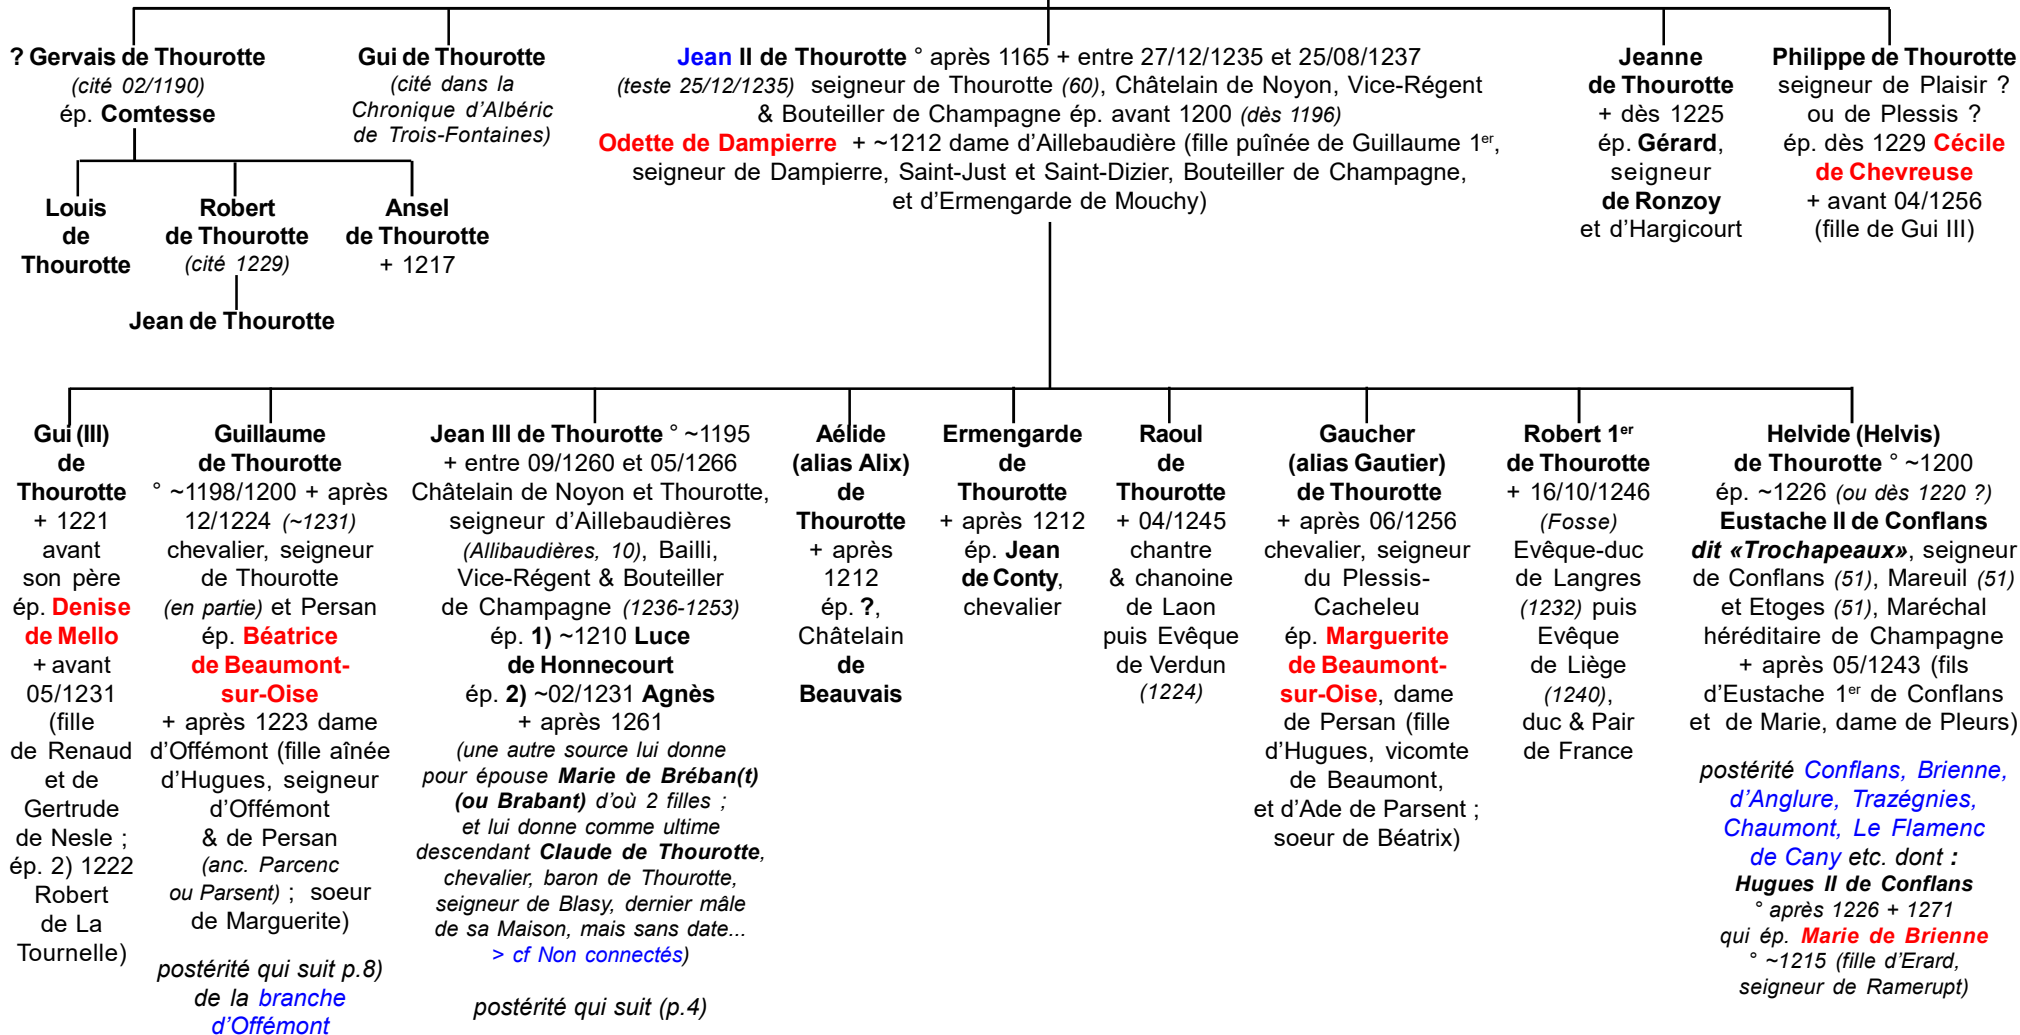 ? Gervais de Thourotte
(cité 02/1190)
ép. Comtesse
Gui de Thourotte
(cité dans la
Chronique d'Albéric
de Trois-Fontaines)
Jean II de Thourotte ° après 1165 + entre 27/12/1235 et 25/08/1237
(teste 25/12/1235) seigneur de Thourotte (60), Châtelain de Noyon, Vice-Régent
& Bouteiller de Champagne ép. avant 1200 (dès 1196)
Odette de Dampierre + ~1212 dame d'Aillebaudière (fille puînée de Guillaume 1er,
seigneur de Dampierre, Saint-Just et Saint-Dizier, Bouteiller de Champagne,
et d'Ermengarde de Mouchy)
Jeanne
de Thourotte
+ dès 1225
ép. Gérard,
seigneur
de Ronzoy
et d'Hargicourt
Philippe de Thourotte
seigneur de Plaisir ?
ou de Plessis ?
ép. dès 1229 Cécile
de Chevreuse
+ avant 04/1256
(fille de Gui III)
Louis
de
Thourotte
Robert
de Thourotte
(cité 1229)
Ansel
de Thourotte
+ 1217
Jean de Thourotte
Gui (III)
de
Thourotte
+ 1221
avant
son père
ép. Denise
de Mello
+ avant
05/1231
(fille
de Renaud
et de
Gertrude
de Nesle ;
ép. 2) 1222
Robert
de La
Tournelle)
Guillaume
de Thourotte
° ~1198/1200 + après
12/1224 (~1231)
chevalier, seigneur
de Thourotte
(en partie) et Persan
ép. Béatrice
de Beaumont-
sur-Oise
+ après 1223 dame
d'Offémont (fille aînée
d'Hugues, seigneur
d'Offémont
& de Persan
(anc. Parcenc
ou Parsent) ; soeur
de Marguerite)
postérité qui suit p.8)
de la branche
d'Offémont
Jean III de Thourotte ° ~1195
+ entre 09/1260 et 05/1266
Châtelain de Noyon et Thourotte,
seigneur d'Aillebaudières
(Allibaudières, 10), Bailli,
Vice-Régent & Bouteiller
de Champagne (1236-1253)
ép. 1) ~1210 Luce
de Honnecourt
ép. 2) ~02/1231 Agnès
+ après 1261
(une autre source lui donne
pour épouse Marie de Bréban(t)
(ou Brabant) d'où 2 filles ;
et lui donne comme ultime
descendant Claude de Thourotte,
chevalier, baron de Thourotte,
seigneur de Blasy, dernier mâle
de sa Maison, mais sans date...
> cf Non connectés)
postérité qui suit (p.4)
Aélide
(alias Alix)
de
Thourotte
+ après
1212
ép. ?,
Châtelain
de
Beauvais
Ermengarde
de
Thourotte
+ après 1212
ép. Jean
de Conty,
chevalier
Raoul
de
Thourotte
+ 04/1245
chantre
& chanoine
de Laon
puis Evêque
de Verdun
(1224)
Gaucher
(alias Gautier)
de Thourotte
+ après 06/1256
chevalier, seigneur
du Plessis-
Cacheleu
ép. Marguerite
de Beaumont-
sur-Oise, dame
de Persan (fille
d'Hugues, vicomte
de Beaumont,
et d'Ade de Parsent ;
soeur de Béatrix)
Robert 1er
de Thourotte
+ 16/10/1246
(Fosse)
Evêque-duc
de Langres
(1232) puis
Evêque
de Liège
(1240),
duc & Pair
de France
Helvide (Helvis)
de Thourotte ° ~1200
ép. ~1226 (ou dès 1220 ?)
Eustache II de Conflans
dit «Trochapeaux», seigneur
de Conflans (51), Mareuil (51)
et Etoges (51), Maréchal
héréditaire de Champagne
+ après 05/1243 (fils
d'Eustache 1er de Conflans
et de Marie, dame de Pleurs)
postérité Conflans, Brienne,
d'Anglure, Trazégnies,
Chaumont, Le Flamenc
de Cany etc. dont :
Hugues II de Conflans
° après 1226 + 1271
qui ép. Marie de Brienne
° ~1215 (fille d'Erard,
seigneur de Ramerupt)